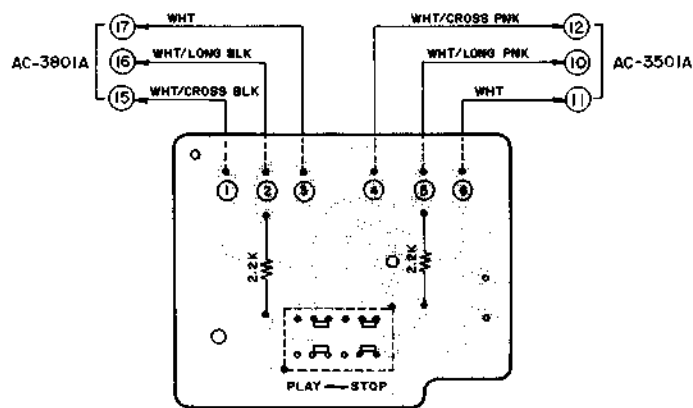 17 WHT
WHT/CROSS PNK 12
AC-3801A 16 WHT/LONG BLK
WHT/LONG PNK 10 AC-3501A
15 WHT/CROSS BLK
WHT 11
1 2 3 4 5 6
2.2K 2.2K
PLAY — STOP